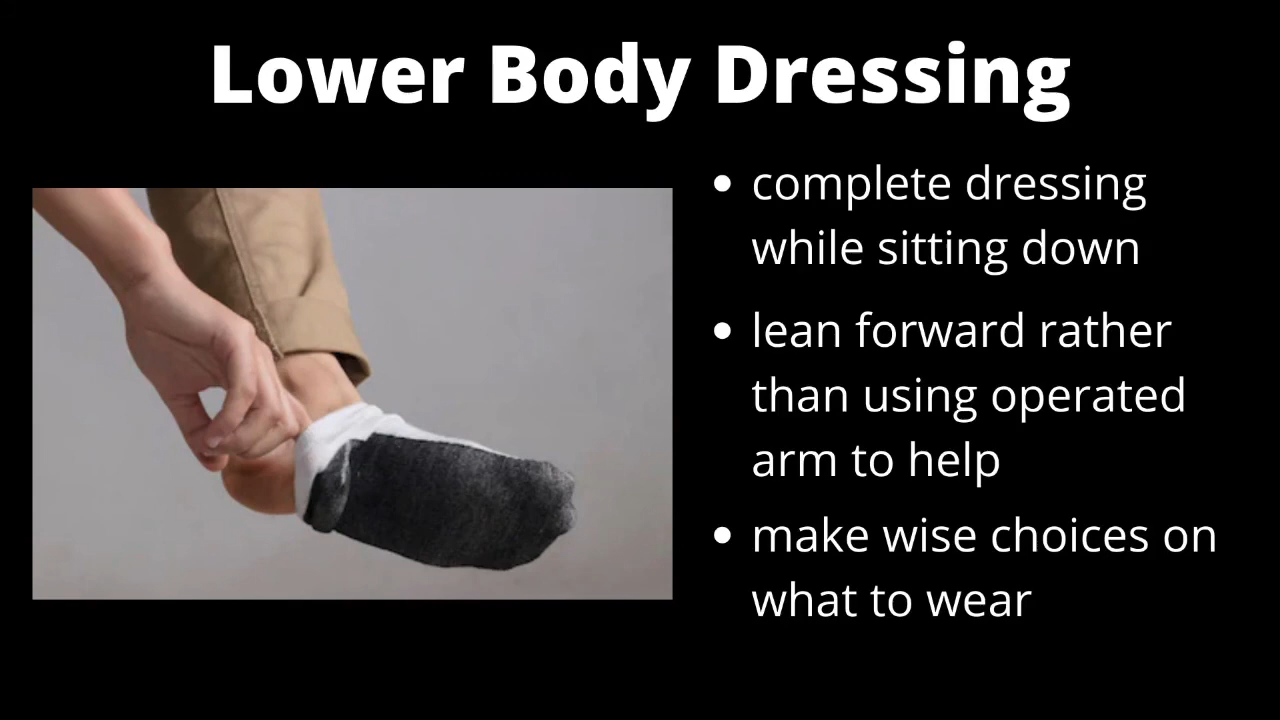 Lower Body Dressing
• complete dressing
while sitting down
• lean forward rather
than using operated
arm to help
• make wise choices on
what to wear